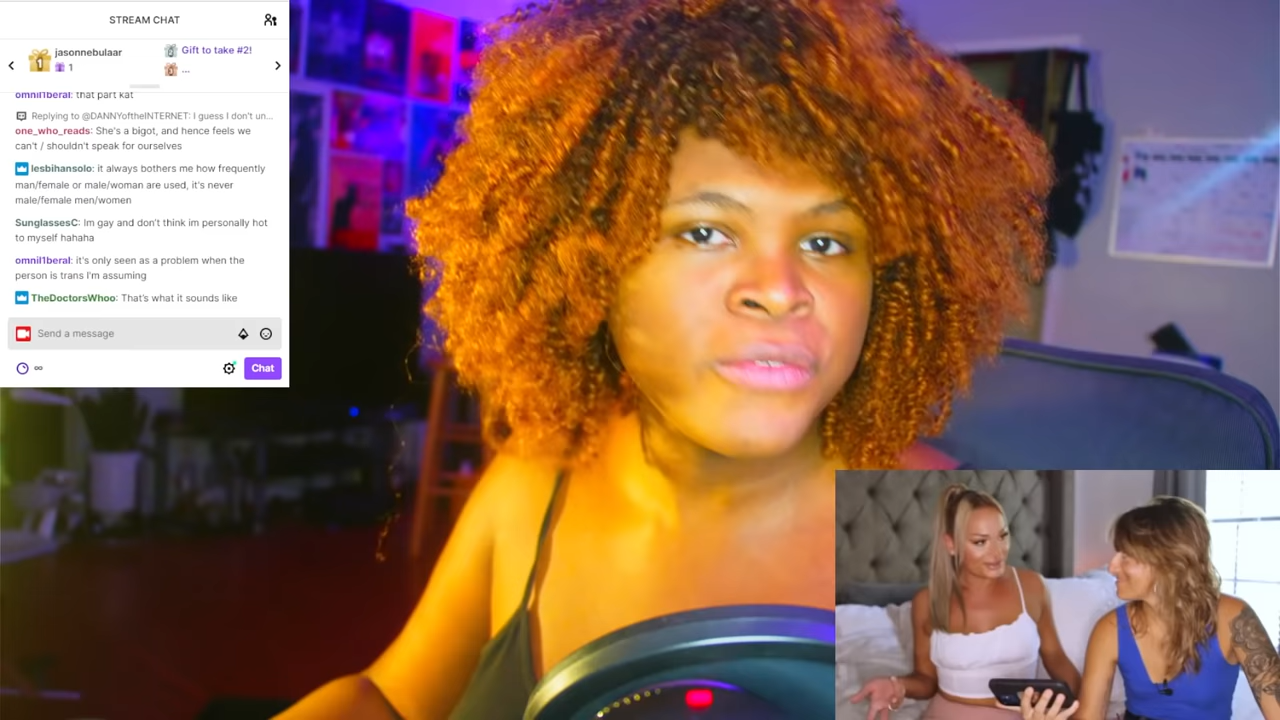 STREAM CHAT
jasonnebulaar
1
Gift to take #2!
...
omnil1beral: that part kat
Replying to @DANNYoftheINTERNET: I guess I don't un...
one_who_reads: She's a bigot, and hence feels we
can't / shouldn't speak for ourselves
lesbihansolo: it always bothers me how frequently
man/female or male/woman are used, it's never
male/female men/women
SunglassesC: Im gay and don't think im personally hot
to myself hahaha
omnil1beral: it's only seen as a problem when the
person is trans I'm assuming
TheDoctorsWhoo: That's what it sounds like
Send a message
∞
Chat